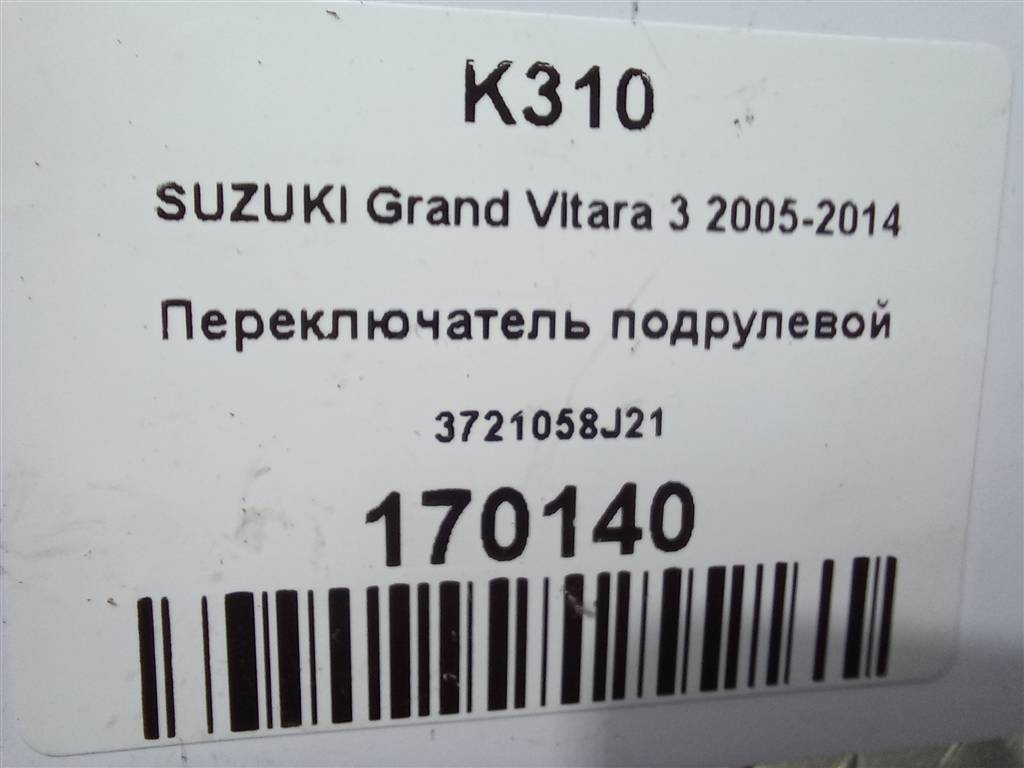 K310
SUZUKI Grand Vitara 3 2005-2014
Переключатель подрулевой
3721058J21
170140